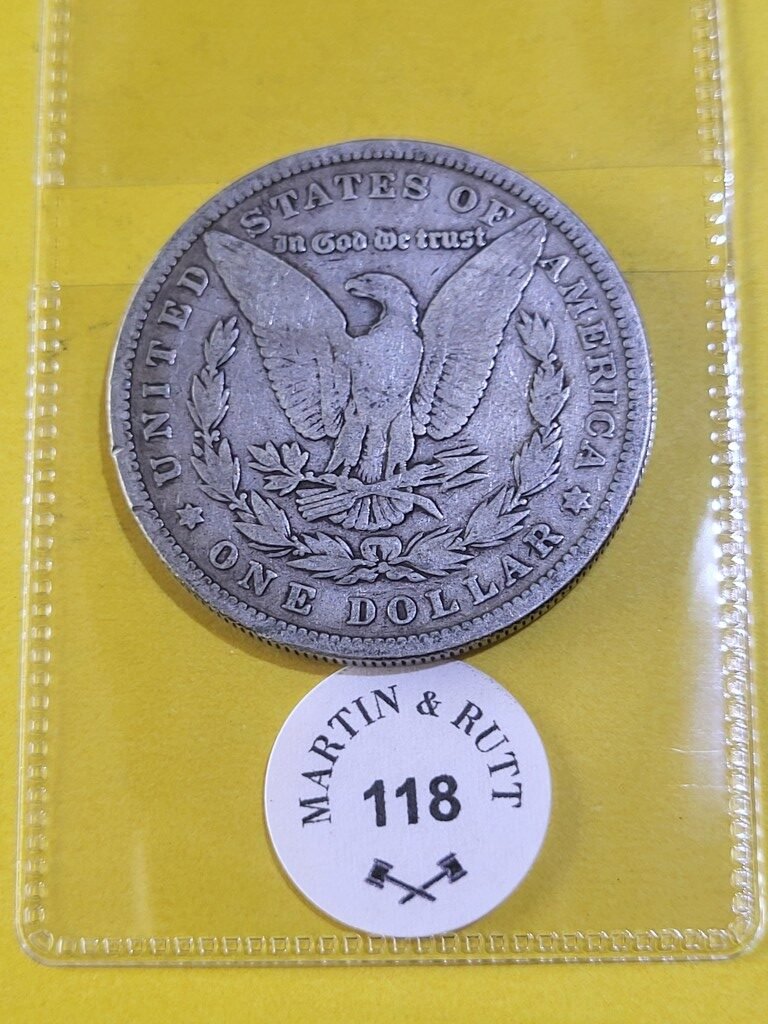 UNITED STATES OF AMERICA
In God We trust
ONE DOLLAR
MARTIN & RUTT
118